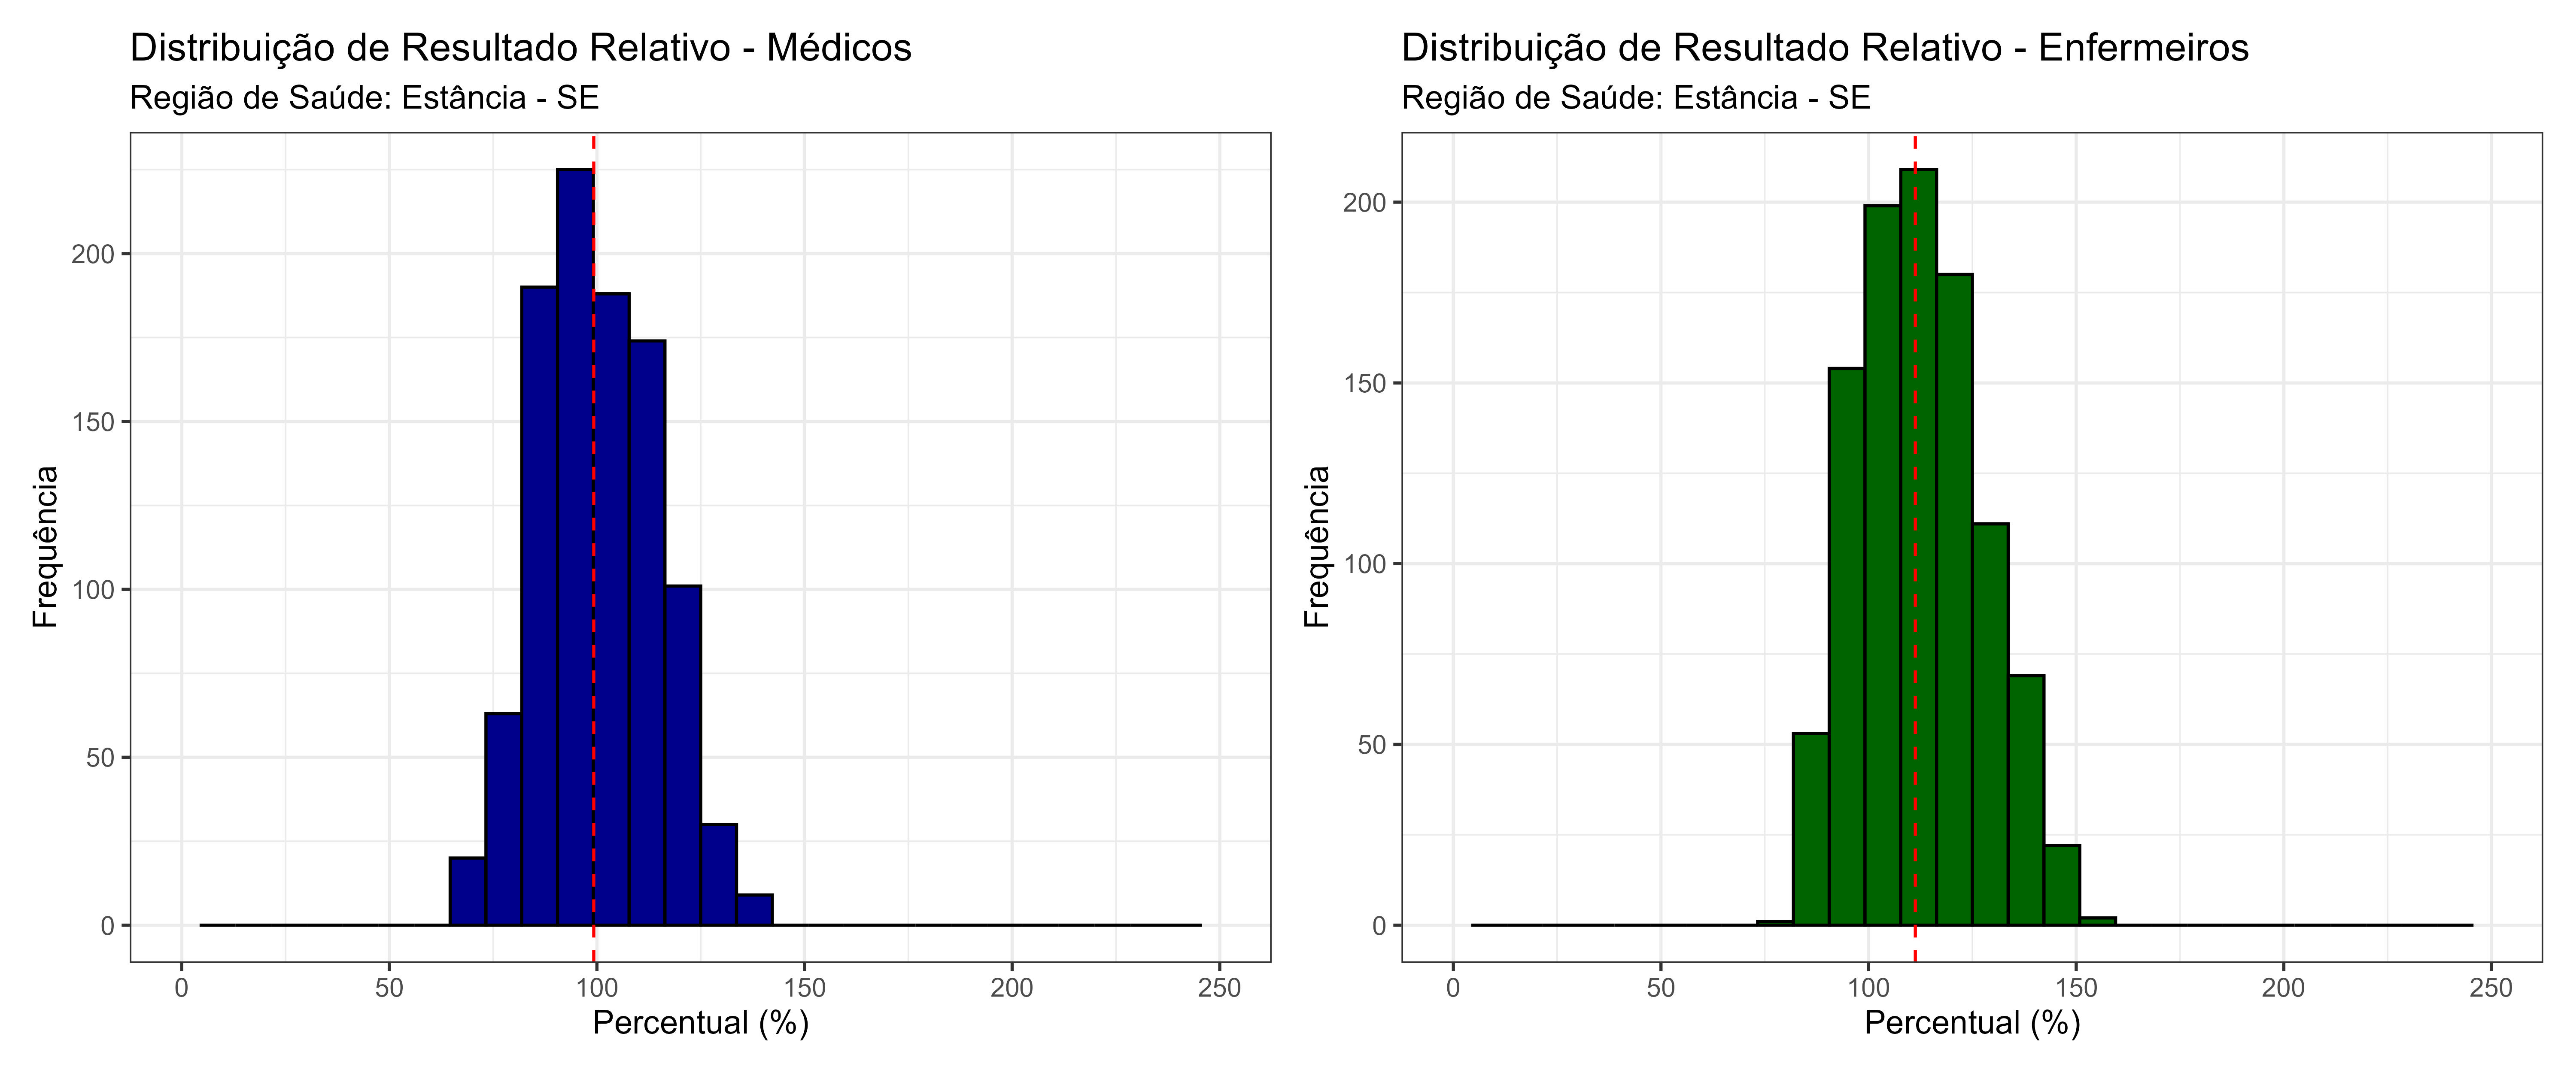 Distribuição de Resultado Relativo - Médicos
Região de Saúde: Estância - SE
Frequência
200
150
100
50
0
0 50 100 150 200 250
Percentual (%)
Distribuição de Resultado Relativo - Enfermeiros
Região de Saúde: Estância - SE
Frequência
200
150
100
50
0
0 50 100 150 200 250
Percentual (%)